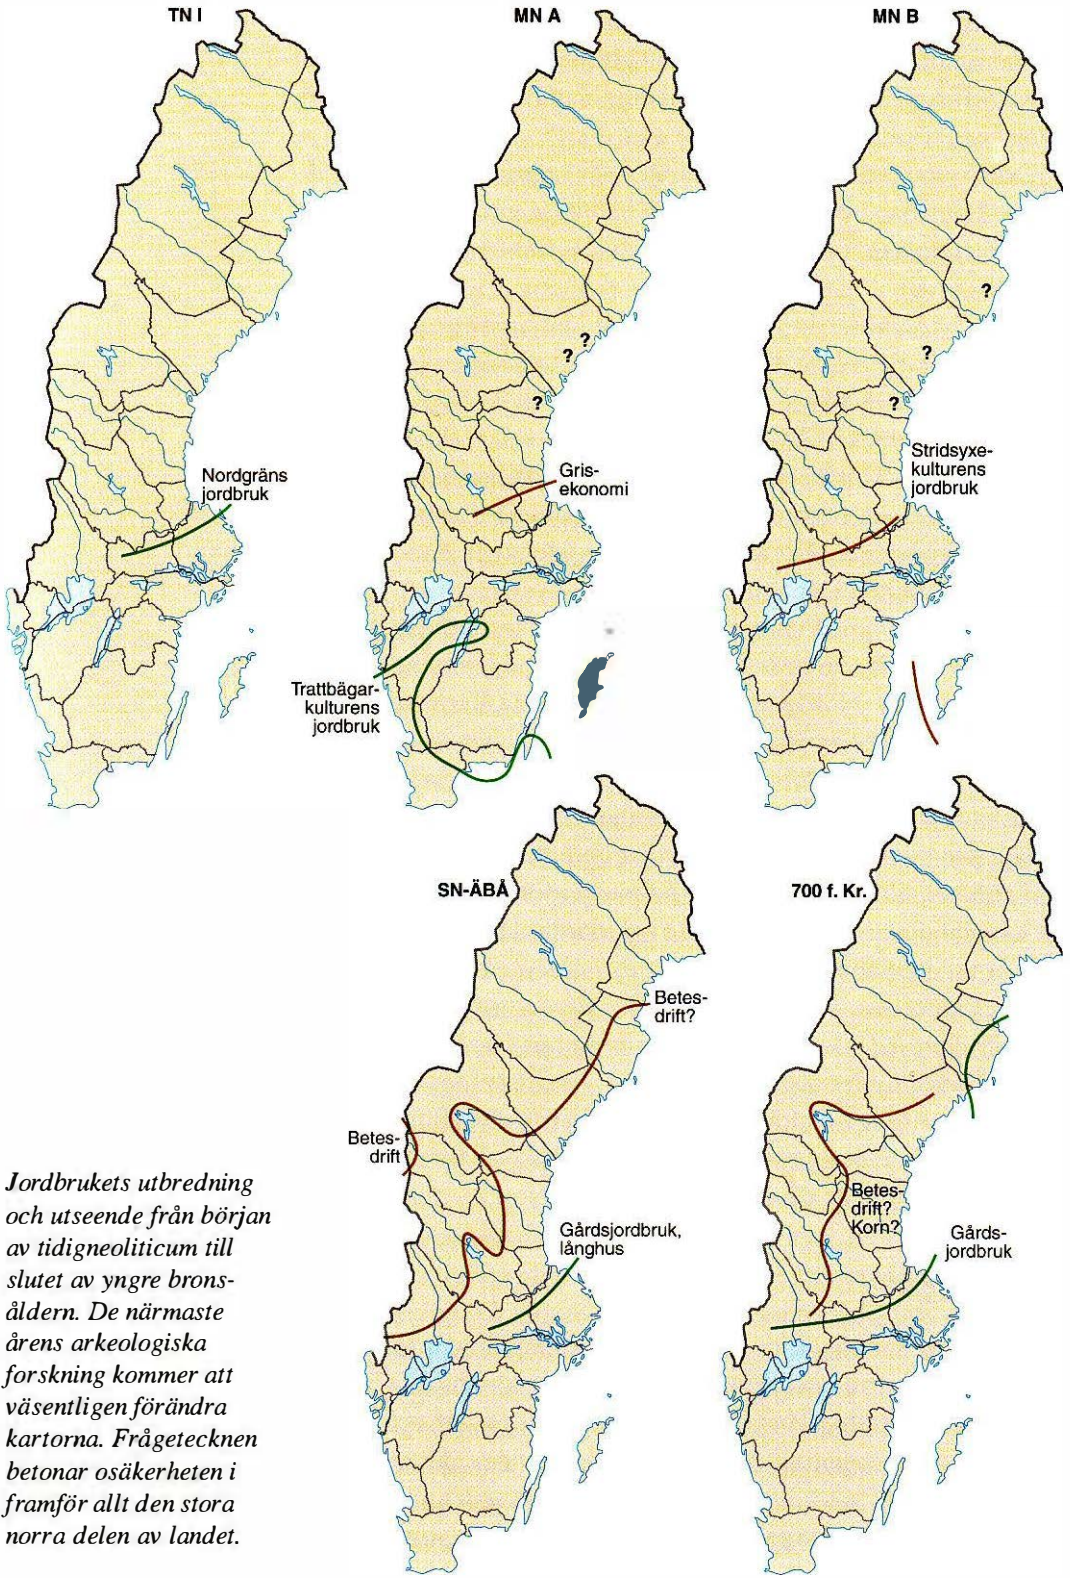 TN I
MN A
MN B
Nordgräns
jordbruk
Gris-
ekonomi
?
?
?
Trattbägar-
kulturens
jordbruk
?
?
?
Stridsyxe-
kulturens
jordbruk
SN-ÄBÅ
Betes-
drift?
Betes-
drift
Gårdsjordbruk,
långhus
700 f. Kr.
Betes-
drift?
Korn?
Gårds-
jordbruk
Jordbrukets utbredning
och utseende från början
av tidigneoliticum till
slutet av yngre brons-
åldern. De närmaste
årens arkeologiska
forskning kommer att
väsentligen förändra
kartorna. Frågetecknen
betonar osäkerheten i
framför allt den stora
norra delen av landet.